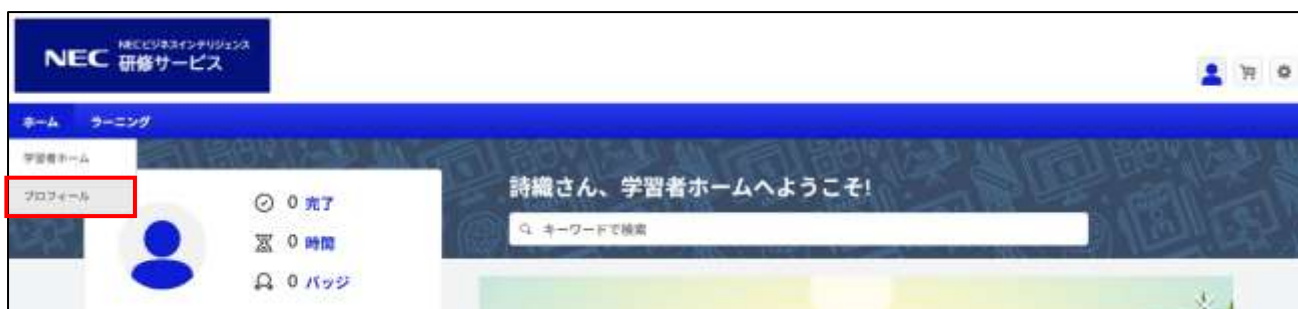 NECビジネスインテリジェンス
NEC 研修サービス
ホーム ラーニング
学習者ホーム
プロフィール
詩織さん、学習者ホームへようこそ!
キーワードで検索
0 完了
0 時間
0 バッジ